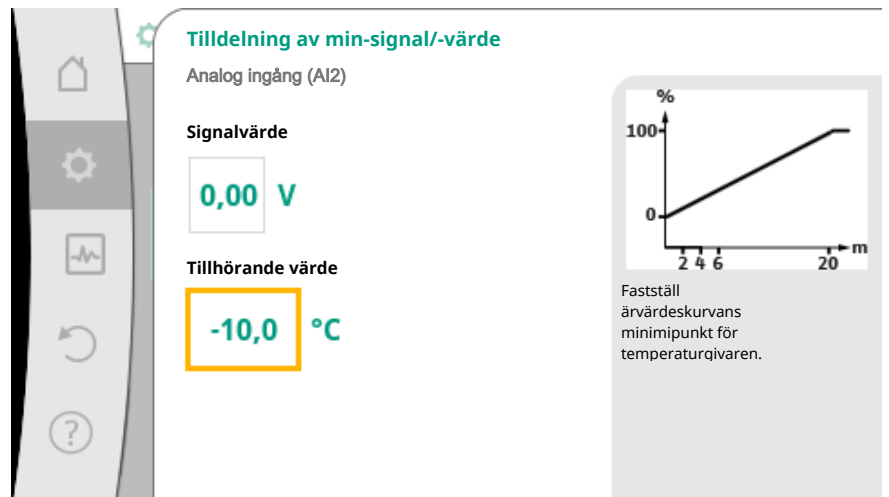 Tilldelning av min-signal/-värde
Analog ingång (AI2)
Signalvärde
0,00 V
Tillhörande värde
-10,0 °C
%
100
0
2 4 6 20 m
Fastställ
ärvärdeskurvans
minimipunkt för
temperaturgivaren.
?